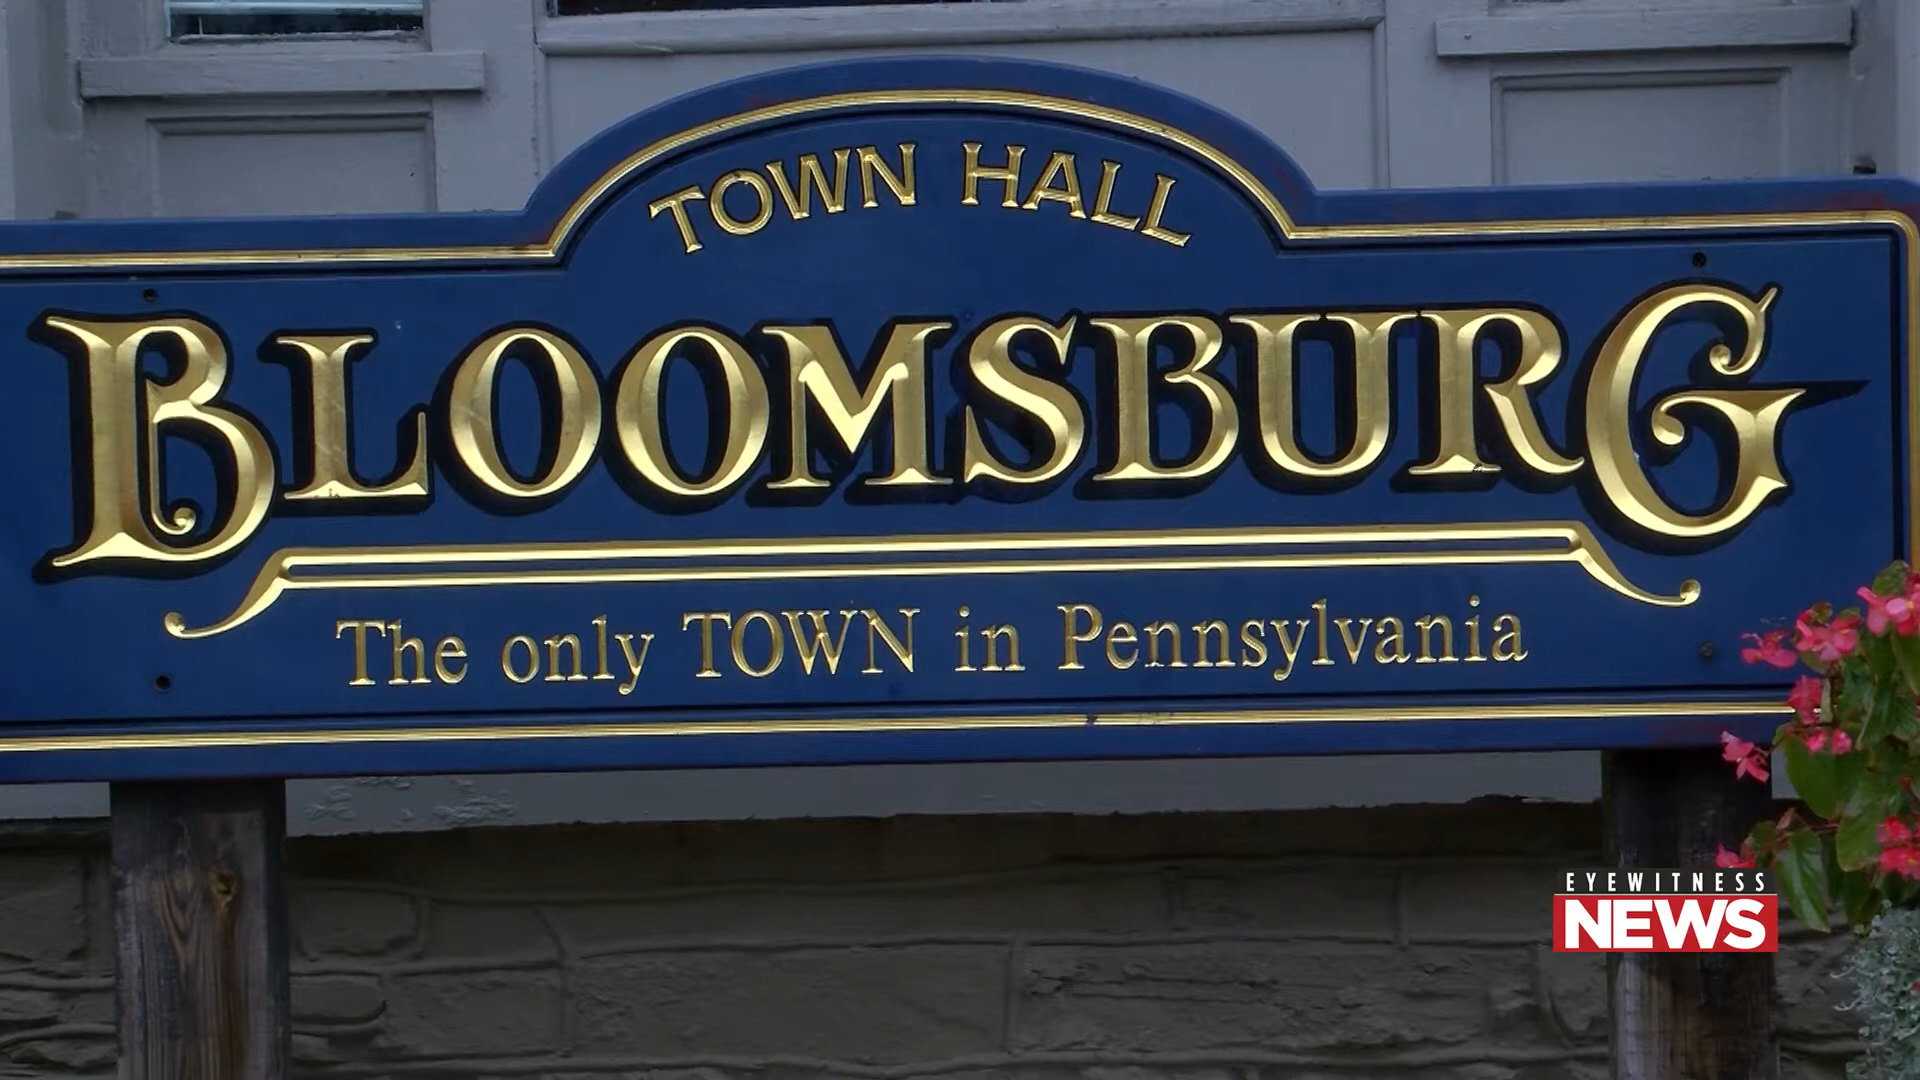 TOWN HALL
BLOOMSBURG
The only TOWN in Pennsylvania
EYEWITNESS
NEWS